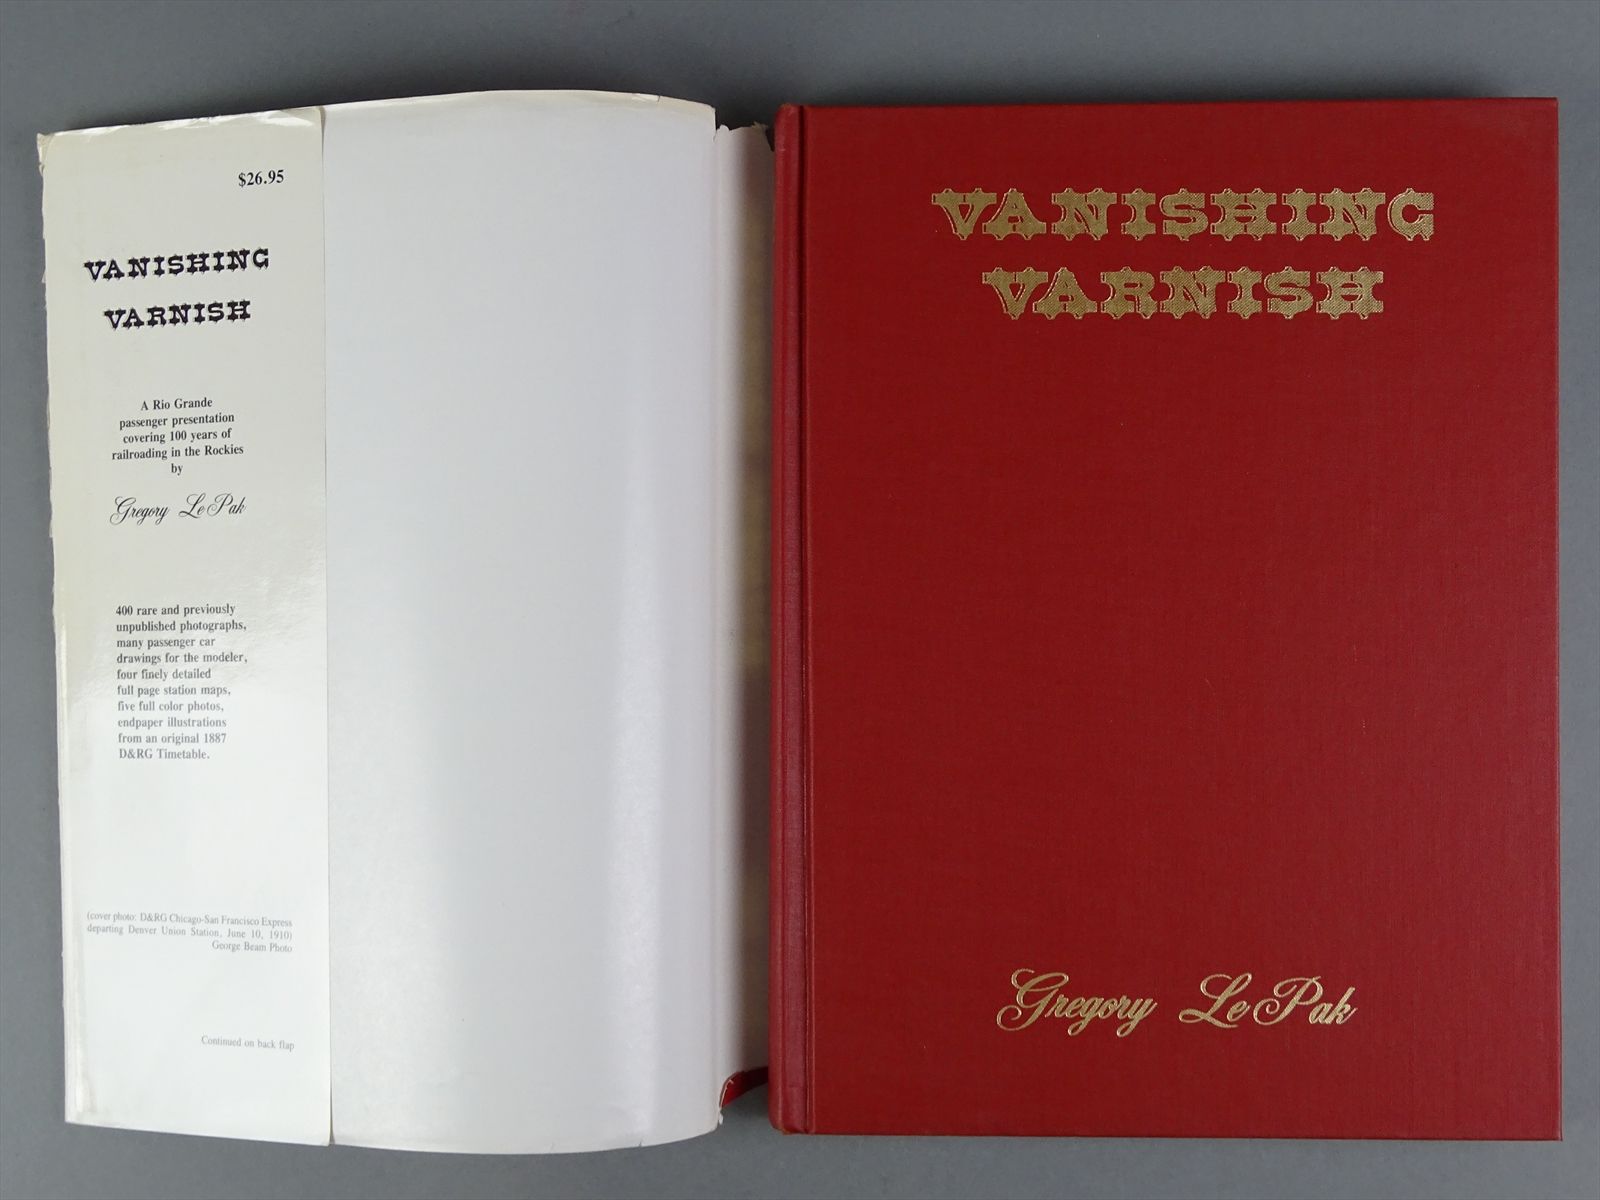 $26.95
VANISHING
VARNISH
A Rio Grande
passenger presentation
covering 100 years of
railroading in the Rockies
by
Gregory LePak
400 rare and previously
unpublished photographs,
many passenger car
drawings for the modeler,
four finely detailed
full page station maps,
five full color photos,
endpaper illustrations
from an original 1887
D&RG Timetable.
(cover photo: D&RG Chicago-San Francisco Express
departing Denver Union Station, June 10, 1910)
George Beam Photo
Continued on back flap
VANISHING
VARNISH
Gregory LePak